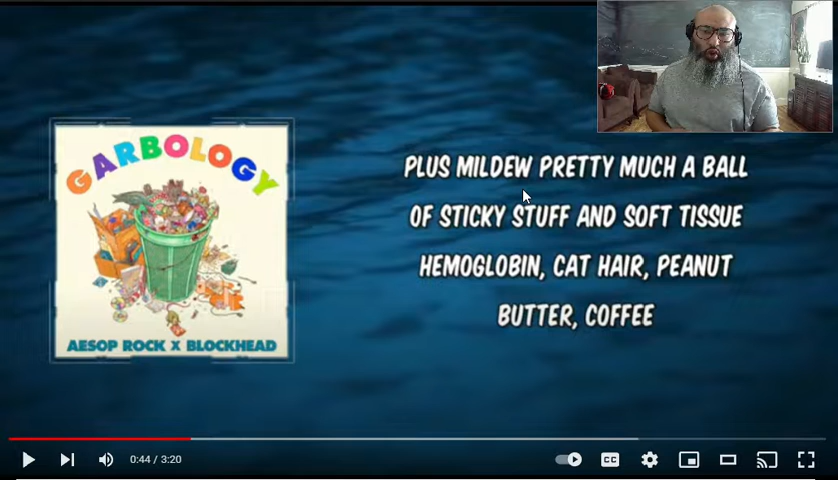 GARBOLOGY
AESOP ROCK X BLOCKHEAD
PLUS MILDEW PRETTY MUCH A BALL
OF STICKY STUFF AND SOFT TISSUE
HEMOGLOBIN, CAT HAIR, PEANUT
BUTTER, COFFEE
0:44 / 3:20
CC